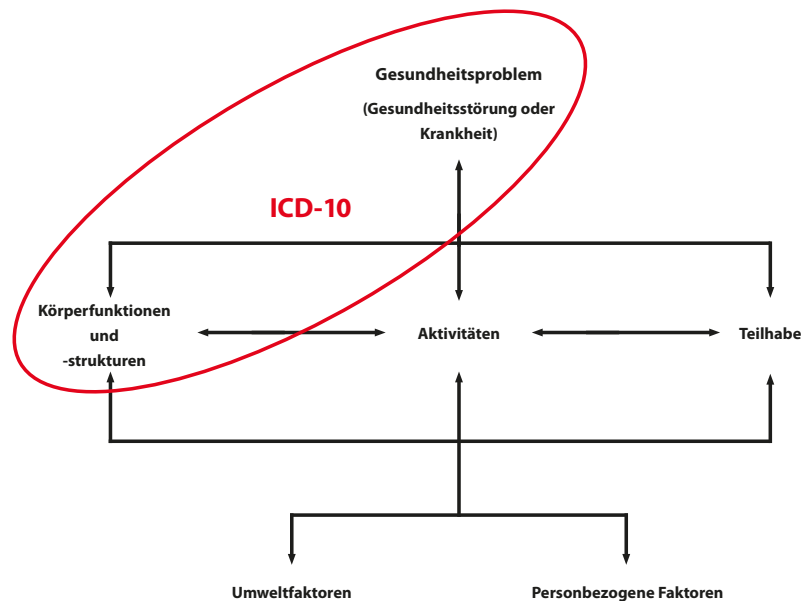 Gesundheitsproblem
(Gesundheitsstörung oder
Krankheit)
ICD-10
Körperfunktionen
und
-strukturen
Aktivitäten
Teilhabe
Umweltfaktoren
Personbezogene Faktoren